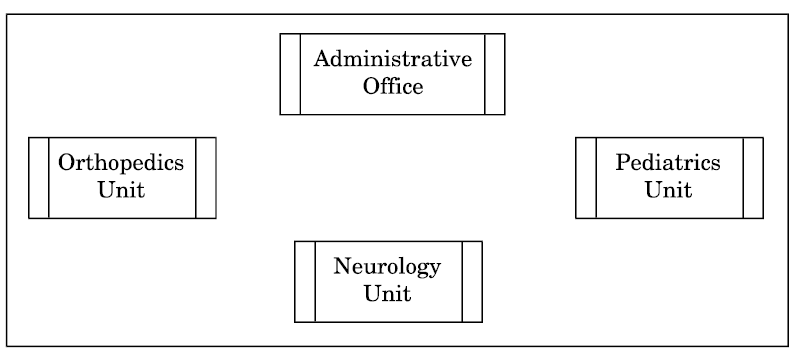 Administrative
Office
Orthopedics
Unit
Pediatrics
Unit
Neurology
Unit